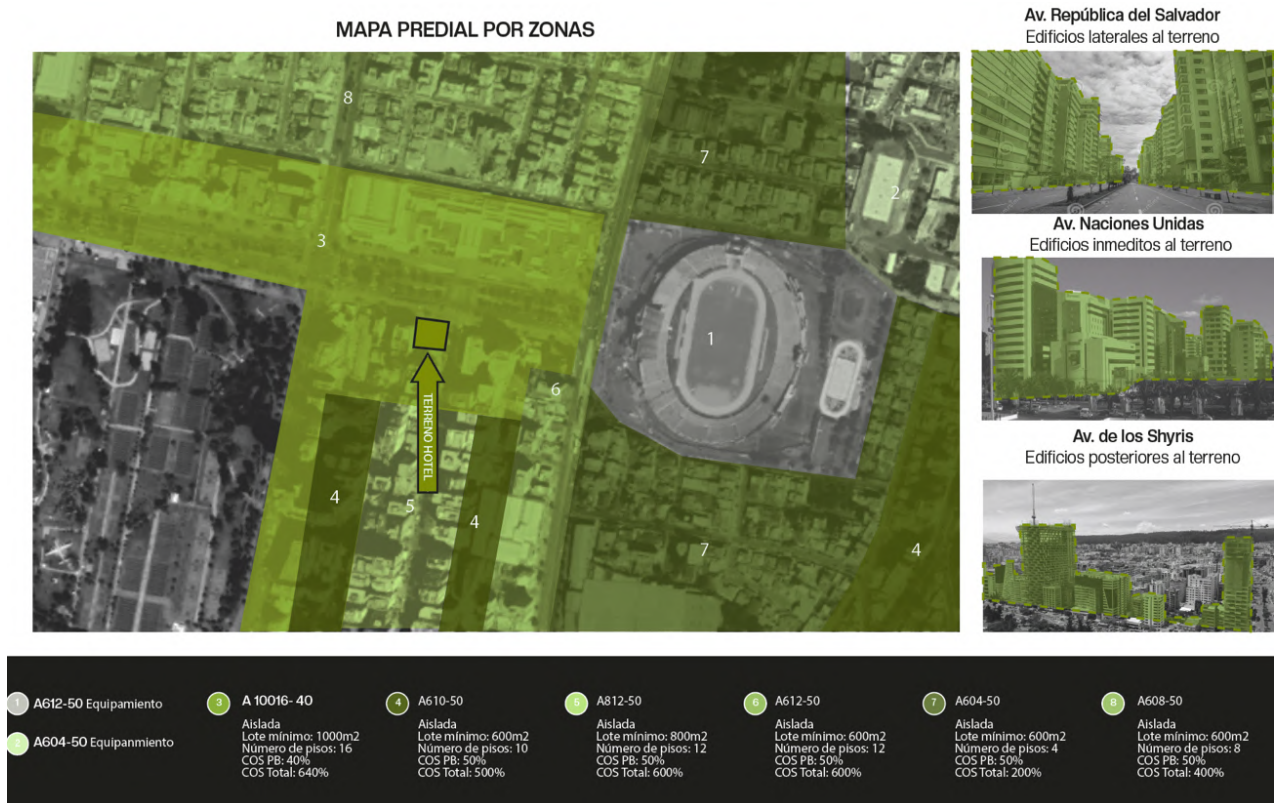 MAPA PREDIAL POR ZONAS
8
7
2
3
1
6
TERRENO HOTEL
4
5
4
7
4
Av. República del Salvador
Edificios laterales al terreno
Av. Naciones Unidas
Edificios inmeditos al terreno
Av. de los Shyris
Edificios posteriores al terreno
1 A612-50 Equipamiento
2 A604-50 Equipanmiento
3 A 10016- 40
Aislada
Lote mínimo: 1000m2
Número de pisos: 16
COS PB: 40%
COS Total: 640%
4 A610-50
Aislada
Lote mínimo: 600m2
Número de pisos: 10
COS PB: 50%
COS Total: 500%
5 A812-50
Aislada
Lote mínimo: 800m2
Número de pisos: 12
COS PB: 50%
COS Total: 600%
6 A612-50
Aislada
Lote mínimo: 600m2
Número de pisos: 12
COS PB: 50%
COS Total: 600%
7 A604-50
Aislada
Lote mínimo: 600m2
Número de pisos: 4
COS PB: 50%
COS Total: 200%
8 A608-50
Aislada
Lote mínimo: 600m2
Número de pisos: 8
COS PB: 50%
COS Total: 400%